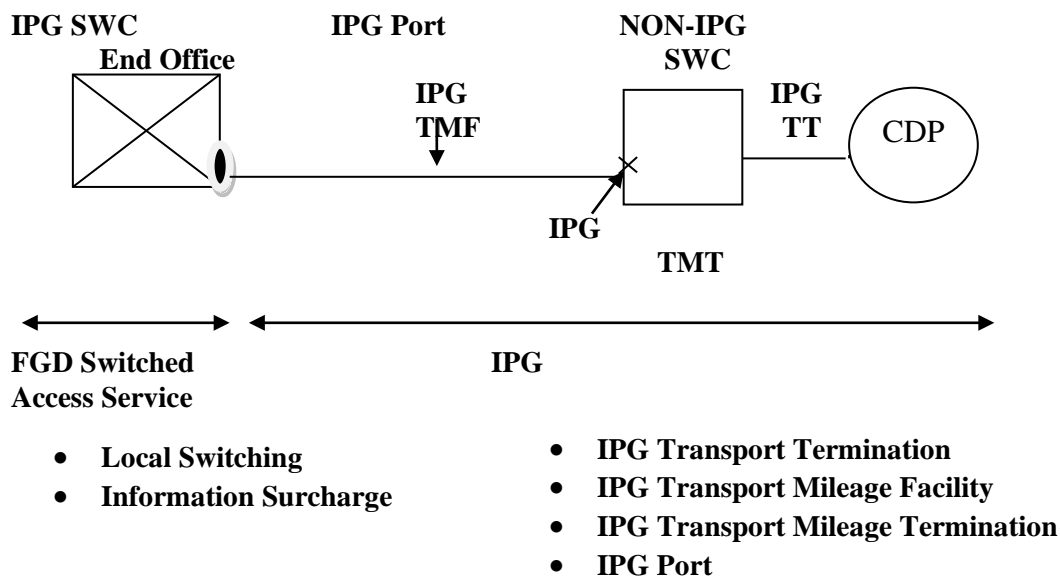 IPG SWC
End Office
IPG Port
NON-IPG
SWC
IPG
TMF
IPG
TT
CDP
IPG
TMT
FGD Switched
Access Service
IPG
• Local Switching
• Information Surcharge
• IPG Transport Termination
• IPG Transport Mileage Facility
• IPG Transport Mileage Termination
• IPG Port